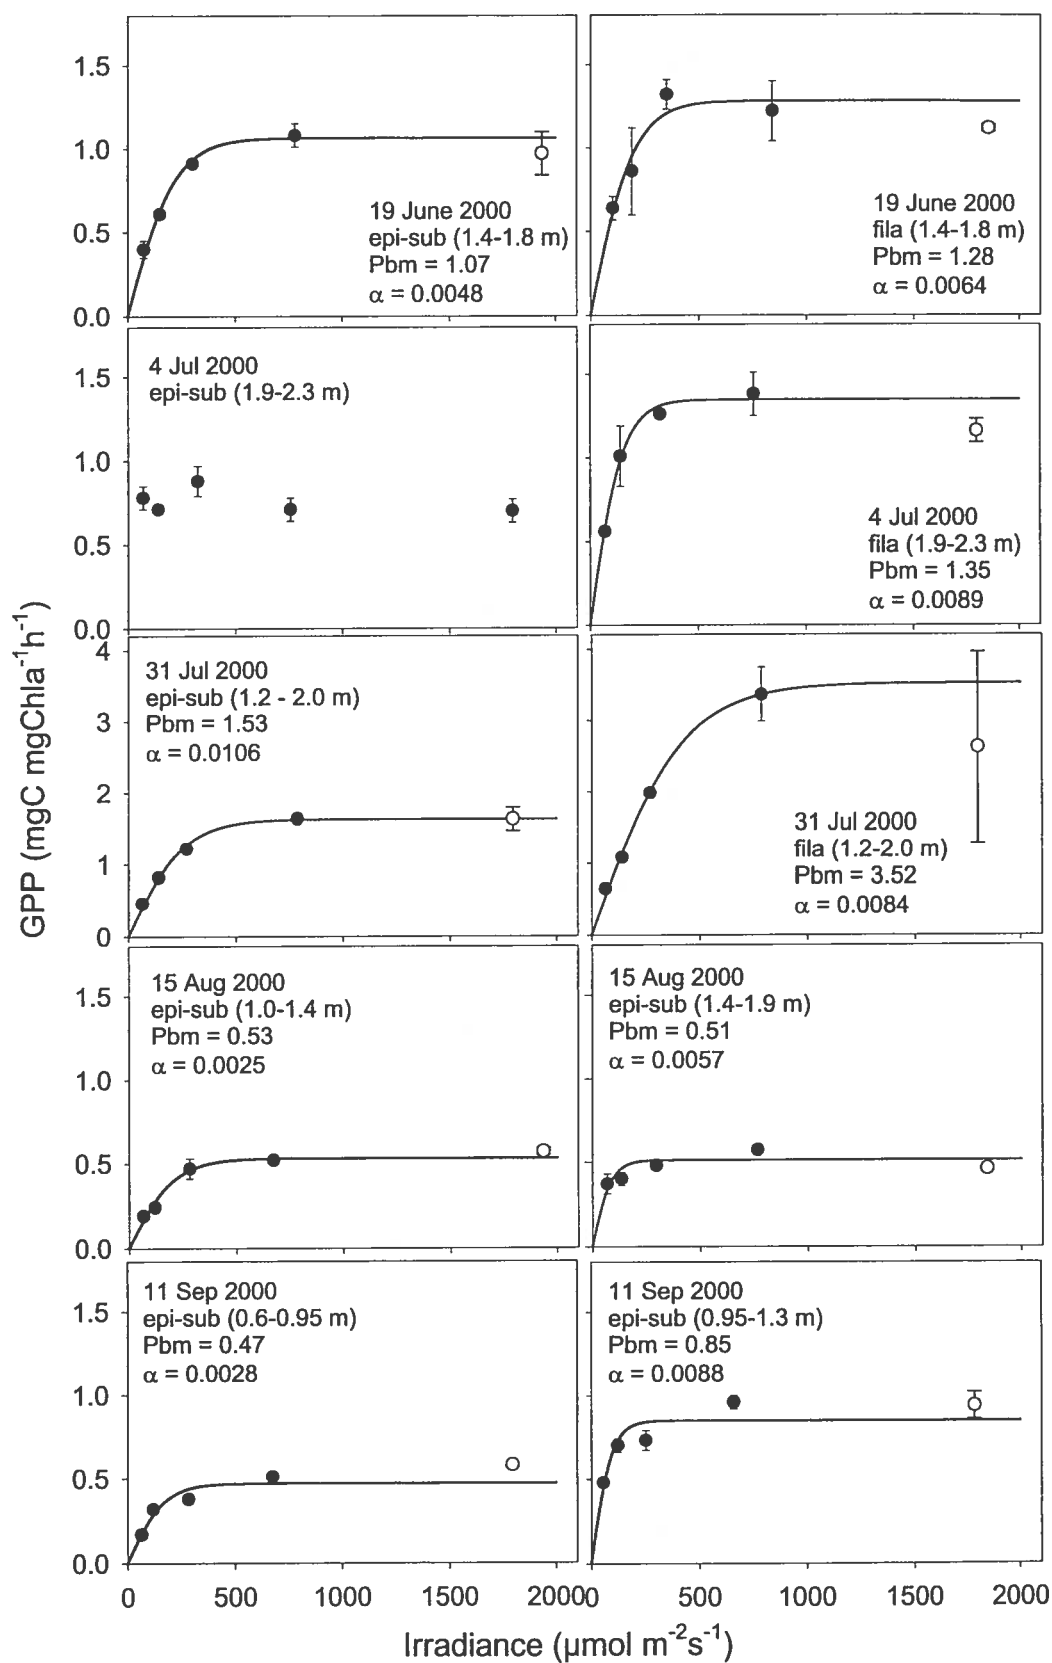 1.5
1.0
0.5
0.0
19 June 2000
epi-sub (1.4-1.8 m)
Pbm = 1.07
α = 0.0048
19 June 2000
fila (1.4-1.8 m)
Pbm = 1.28
α = 0.0064
1.5
1.0
0.5
0.0
4 Jul 2000
epi-sub (1.9-2.3 m)
4 Jul 2000
fila (1.9-2.3 m)
Pbm = 1.35
α = 0.0089
GPP (mgC mgChla⁻¹h⁻¹)
4
3
2
1
0
31 Jul 2000
epi-sub (1.2 - 2.0 m)
Pbm = 1.53
α = 0.0106
31 Jul 2000
fila (1.2-2.0 m)
Pbm = 3.52
α = 0.0084
1.5
1.0
0.5
0.0
15 Aug 2000
epi-sub (1.0-1.4 m)
Pbm = 0.53
α = 0.0025
15 Aug 2000
epi-sub (1.4-1.9 m)
Pbm = 0.51
α = 0.0057
1.5
1.0
0.5
0.0
11 Sep 2000
epi-sub (0.6-0.95 m)
Pbm = 0.47
α = 0.0028
11 Sep 2000
epi-sub (0.95-1.3 m)
Pbm = 0.85
α = 0.0088
0 500 1000 1500 2000 0 500 1000 1500 2000
Irradiance (µmol m⁻²s⁻¹)